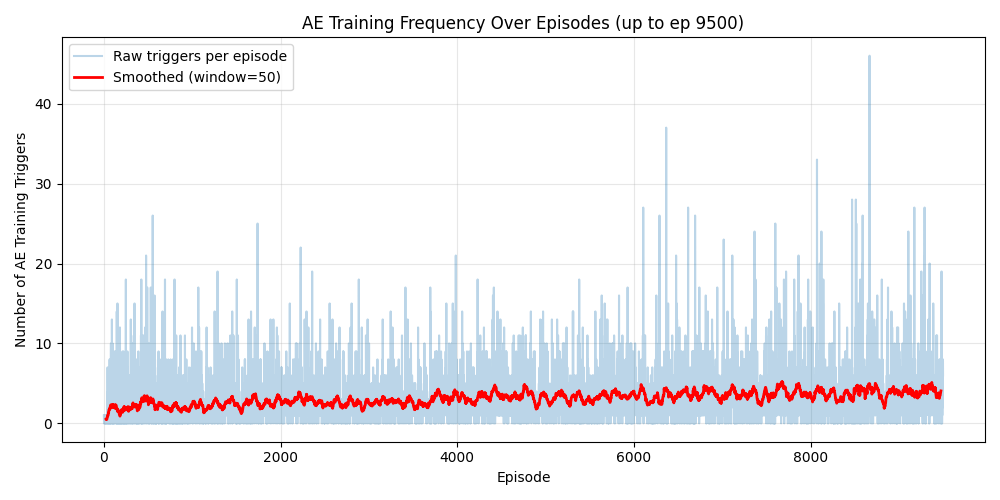 AE Training Frequency Over Episodes (up to ep 9500)
Raw triggers per episode
Smoothed (window=50)
Number of AE Training Triggers
40
30
20
10
0
0 2000 4000 6000 8000
Episode